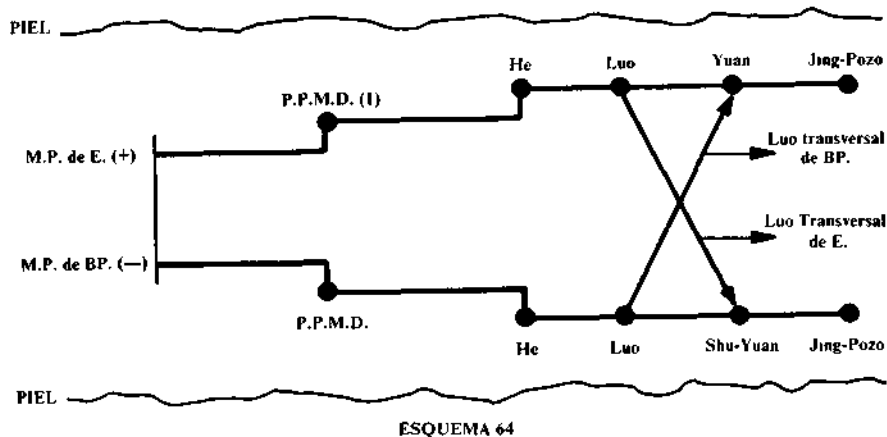 PIEL
He Luo Yuan Jing-Pozo
P.P.M.D. (1)
M.P. de E. (+)
Luo transversal
de BP.
Luo Transversal
de E.
M.P. de BP. (—)
P.P.M.D.
He Luo Shu-Yuan Jing-Pozo
PIEL
ESQUEMA 64